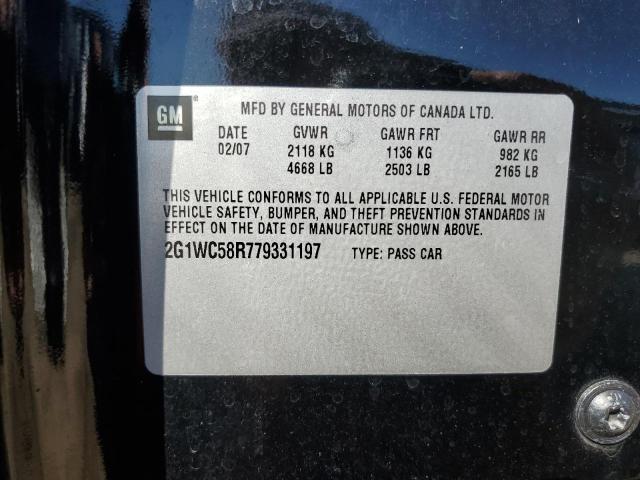 GM ® MFD BY GENERAL MOTORS OF CANADA LTD.
DATE GVWR GAWR FRT GAWR RR
02/07 2118 KG 1136 KG 982 KG
4668 LB 2503 LB 2165 LB
THIS VEHICLE CONFORMS TO ALL APPLICABLE U.S. FEDERAL MOTOR
VEHICLE SAFETY, BUMPER, AND THEFT PREVENTION STANDARDS IN
EFFECT ON THE DATE OF MANUFACTURE SHOWN ABOVE.
2G1WC58R779331197 TYPE: PASS CAR